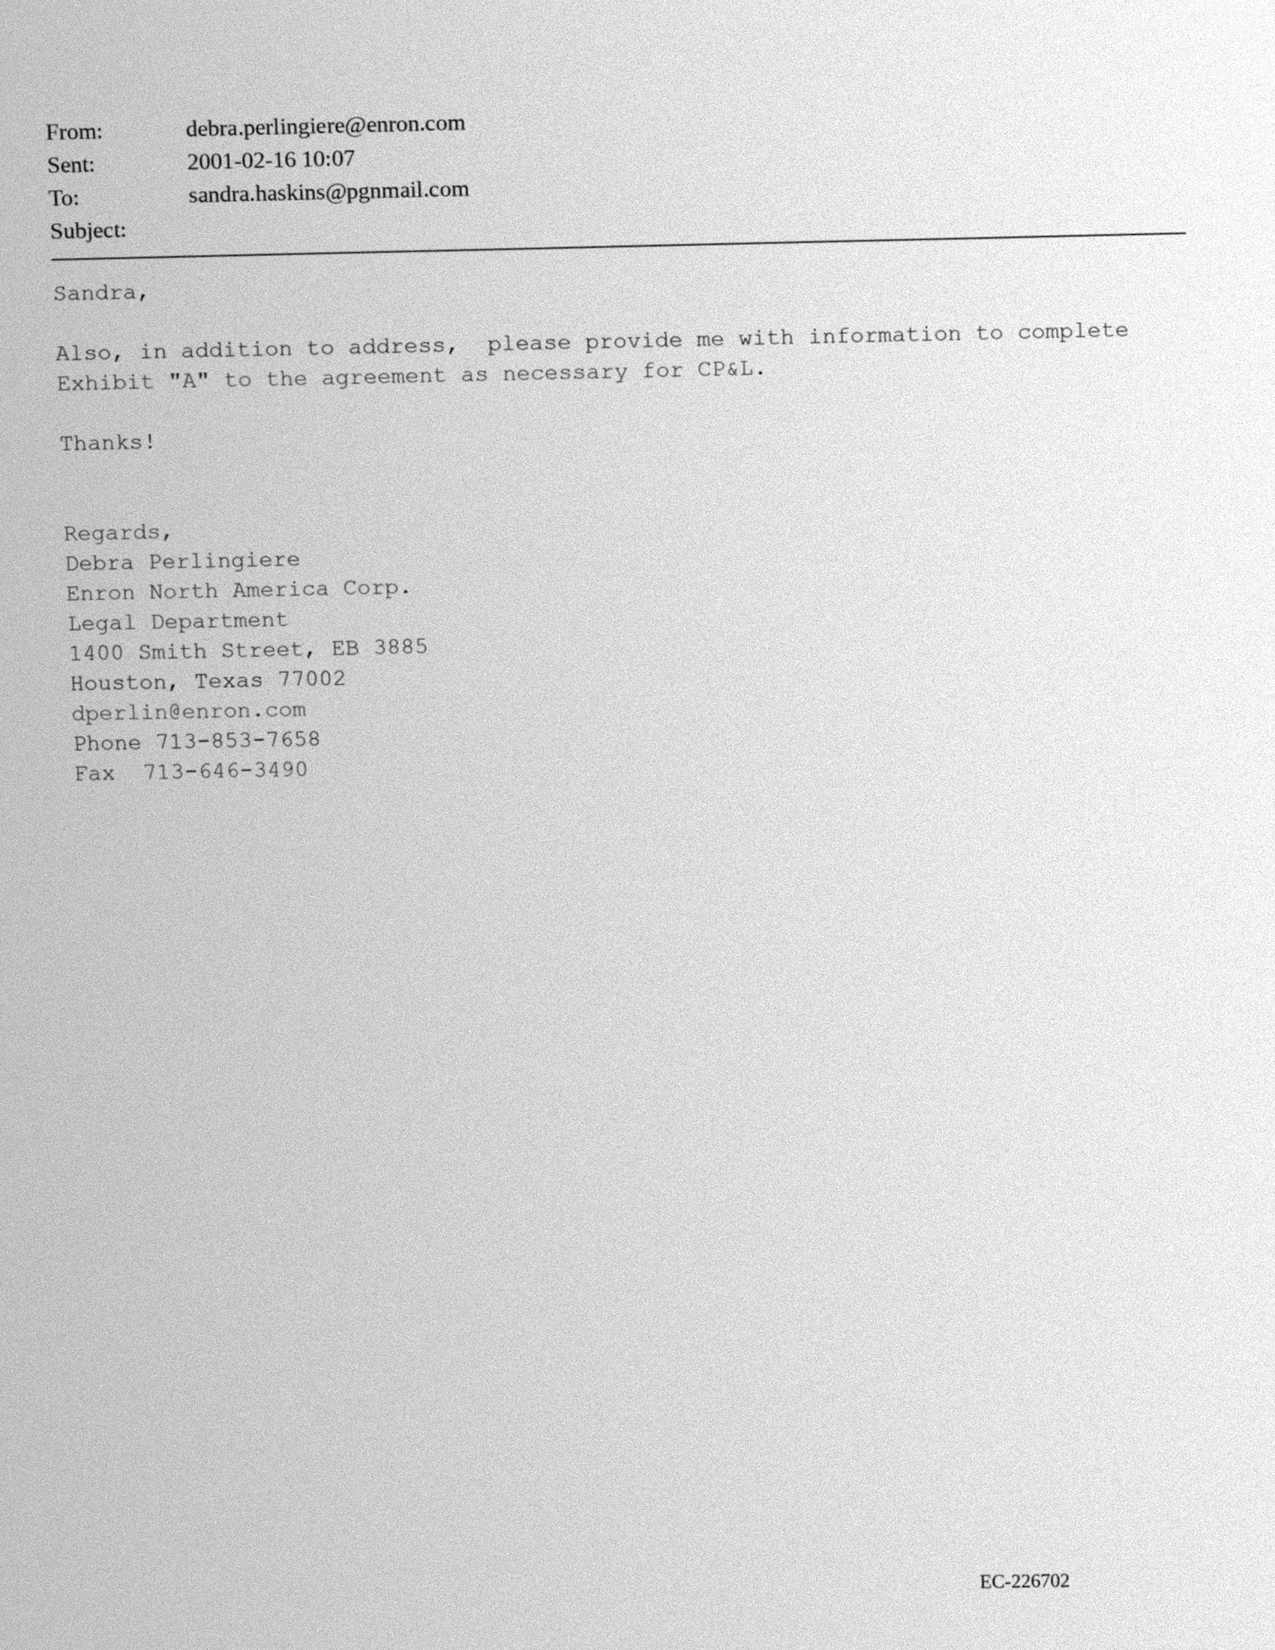 From: debra.perlingiere@enron.com
Sent: 2001-02-16 10:07
To: sandra.haskins@pgnmail.com
Subject:
Sandra,
Also, in addition to address,  please provide me with information to complete
Exhibit "A" to the agreement as necessary for CP&L.
Thanks!
Regards,
Debra Perlingiere
Enron North America Corp.
Legal Department
1400 Smith Street, EB 3885
Houston, Texas 77002
dperlin@enron.com
Phone 713-853-7658
Fax  713-646-3490
EC-226702